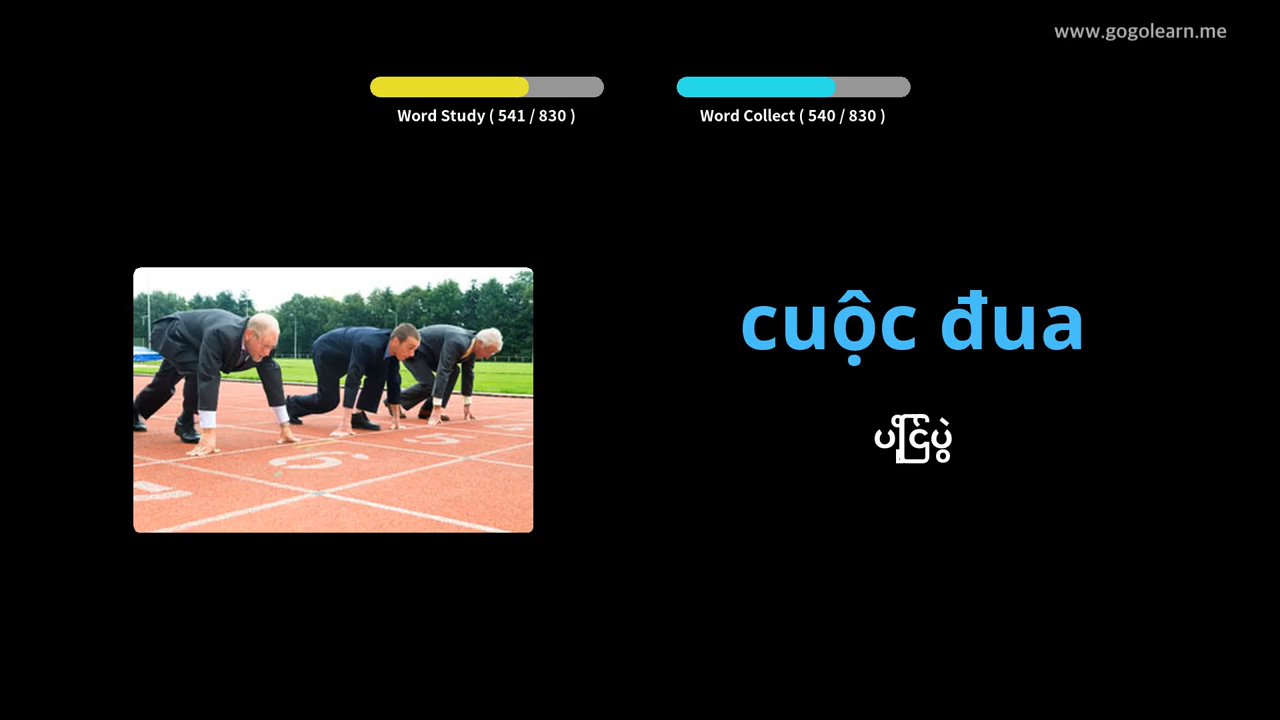 www.gogolearn.me
Word Study ( 541 / 830 )
Word Collect ( 540 / 830 )
cuộc đua
ပြိုင်ပွဲ